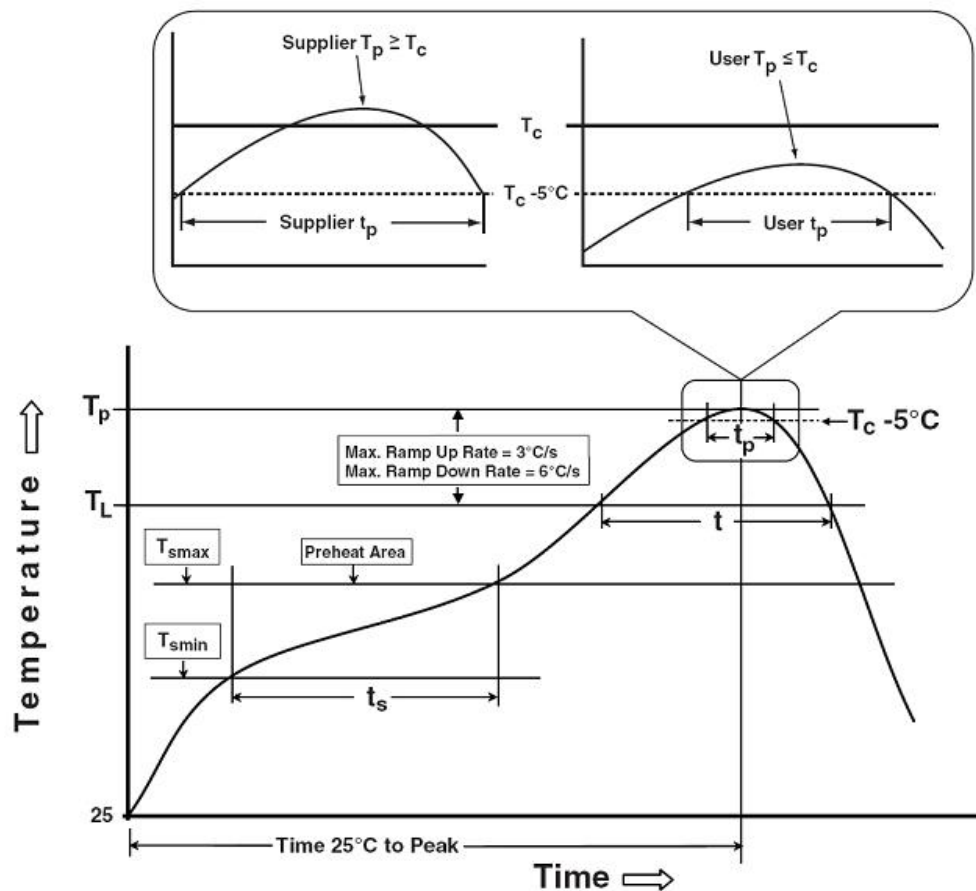 Supplier Tp ≥ Tc
User Tp ≤ Tc
Tc
Tc -5°C
Supplier tp
User tp
Tp
Tc -5°C
tp
Max. Ramp Up Rate = 3°C/s
Max. Ramp Down Rate = 6°C/s
TL
t
Tsmax
Preheat Area
Tsmin
ts
Temperature
25
Time 25°C to Peak
Time